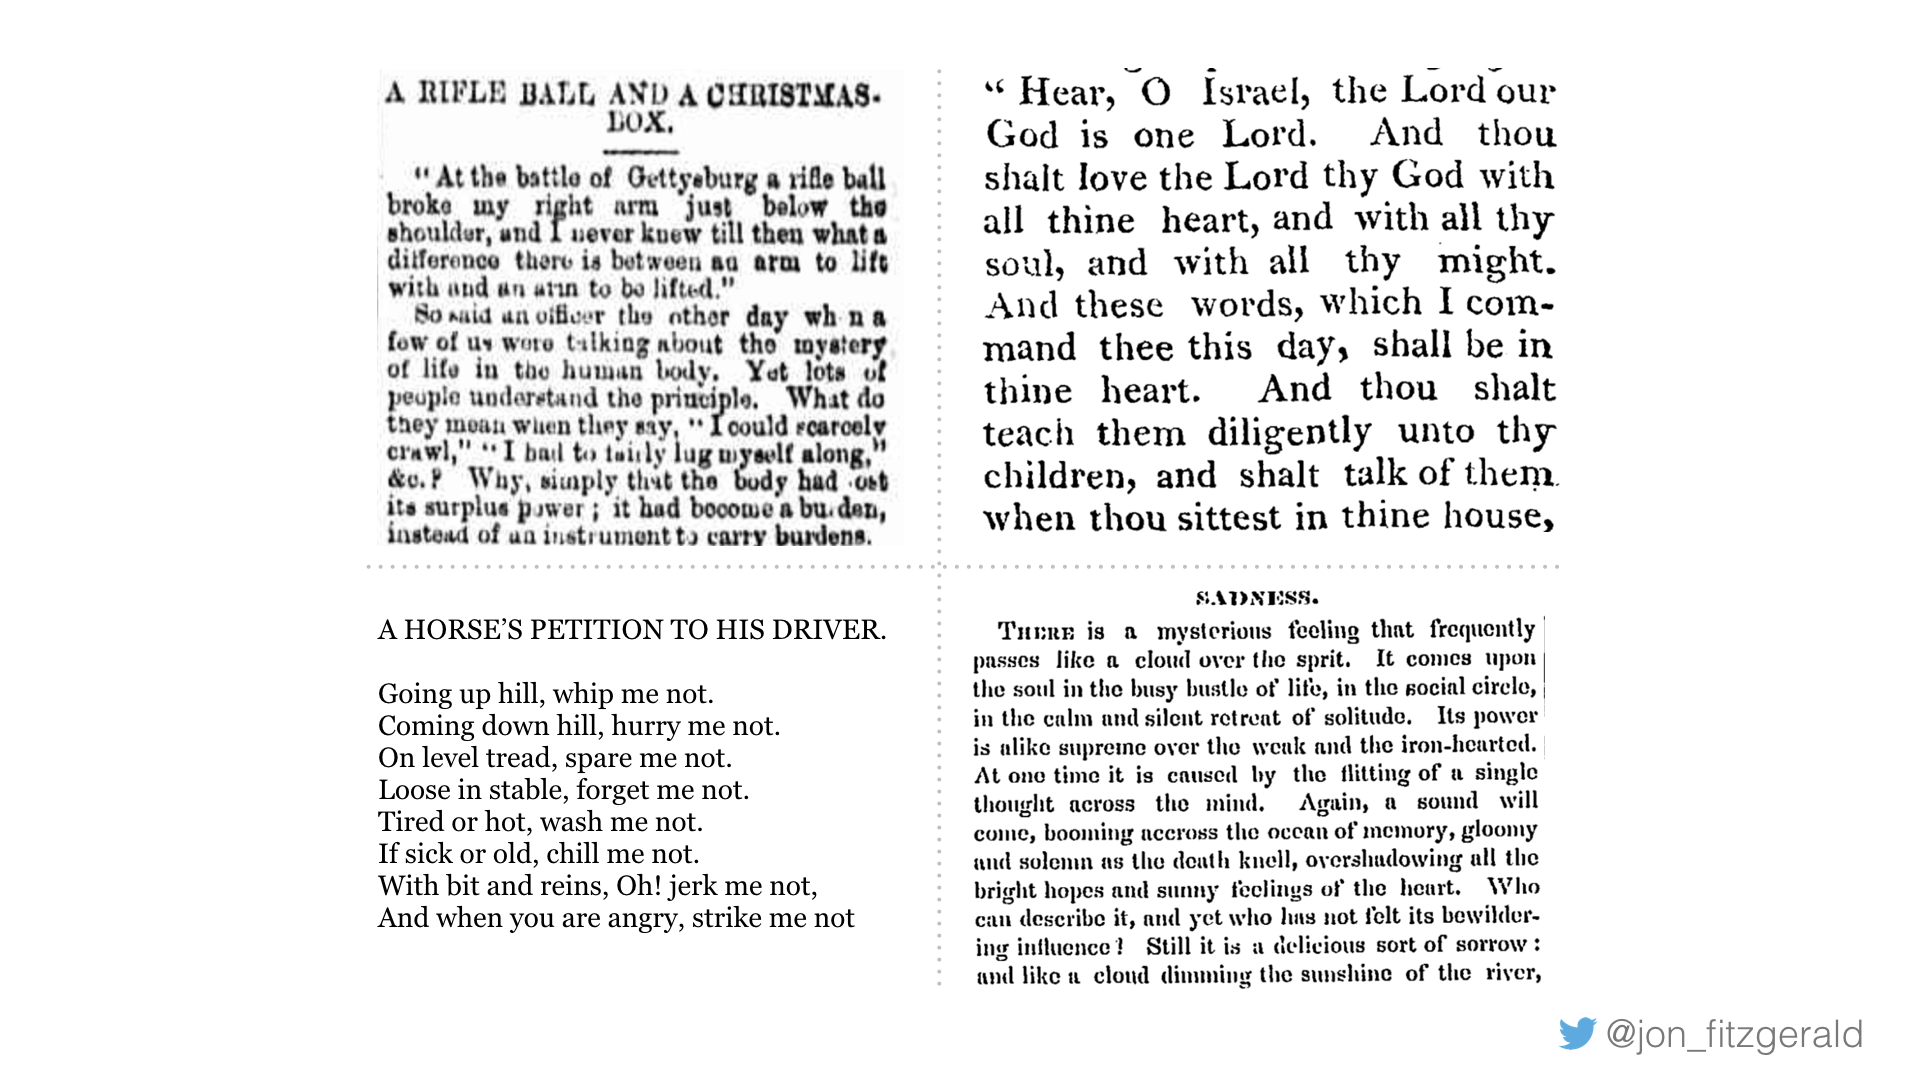 A RIFLE BALL AND A CHRISTMAS-
BOX.
"At the battle of Gettysburg a rifle ball
broke my right arm just below the
shoulder, and I never knew till then what a
difference there is between an arm to lift
with and an arm to be lifted."
So said an officer the other day wh n a
few of us were talking about the mystery
of life in the human body. Yet lots of
people understand the principle. What do
they mean when they say, "I could scarcely
crawl," "I had to fairly lug myself along,"
&c.? Why, simply that the body had ost
its surplus power; it had become a bu den,
instead of an instrument to carry burdens.
"Hear, O Israel, the Lord our
God is one Lord. And thou
shalt love the Lord thy God with
all thine heart, and with all thy
soul, and with all thy might.
And these words, which I com-
mand thee this day, shall be in
thine heart. And thou shalt
teach them diligently unto thy
children, and shalt talk of them
when thou sittest in thine house,
A HORSE'S PETITION TO HIS DRIVER.
Going up hill, whip me not.
Coming down hill, hurry me not.
On level tread, spare me not.
Loose in stable, forget me not.
Tired or hot, wash me not.
If sick or old, chill me not.
With bit and reins, Oh! jerk me not,
And when you are angry, strike me not
SADNESS.
THERE is a mysterious feeling that frequently
passes like a cloud over the sprit. It comes upon
the soul in the busy bustle of life, in the social circle,
in the calm and silent retreat of solitude. Its power
is alike supreme over the weak and the iron-hearted.
At one time it is caused by the flitting of a single
thought across the mind. Again, a sound will
come, booming accross the ocean of memory, gloomy
and solemn as the death knell, overshadowing all the
bright hopes and sunny feelings of the heart. Who
can describe it, and yet who has not felt its bewilder-
ing influence? Still it is a delicious sort of sorrow:
and like a cloud dimming the sunshine of the river,
@jon_fitzgerald